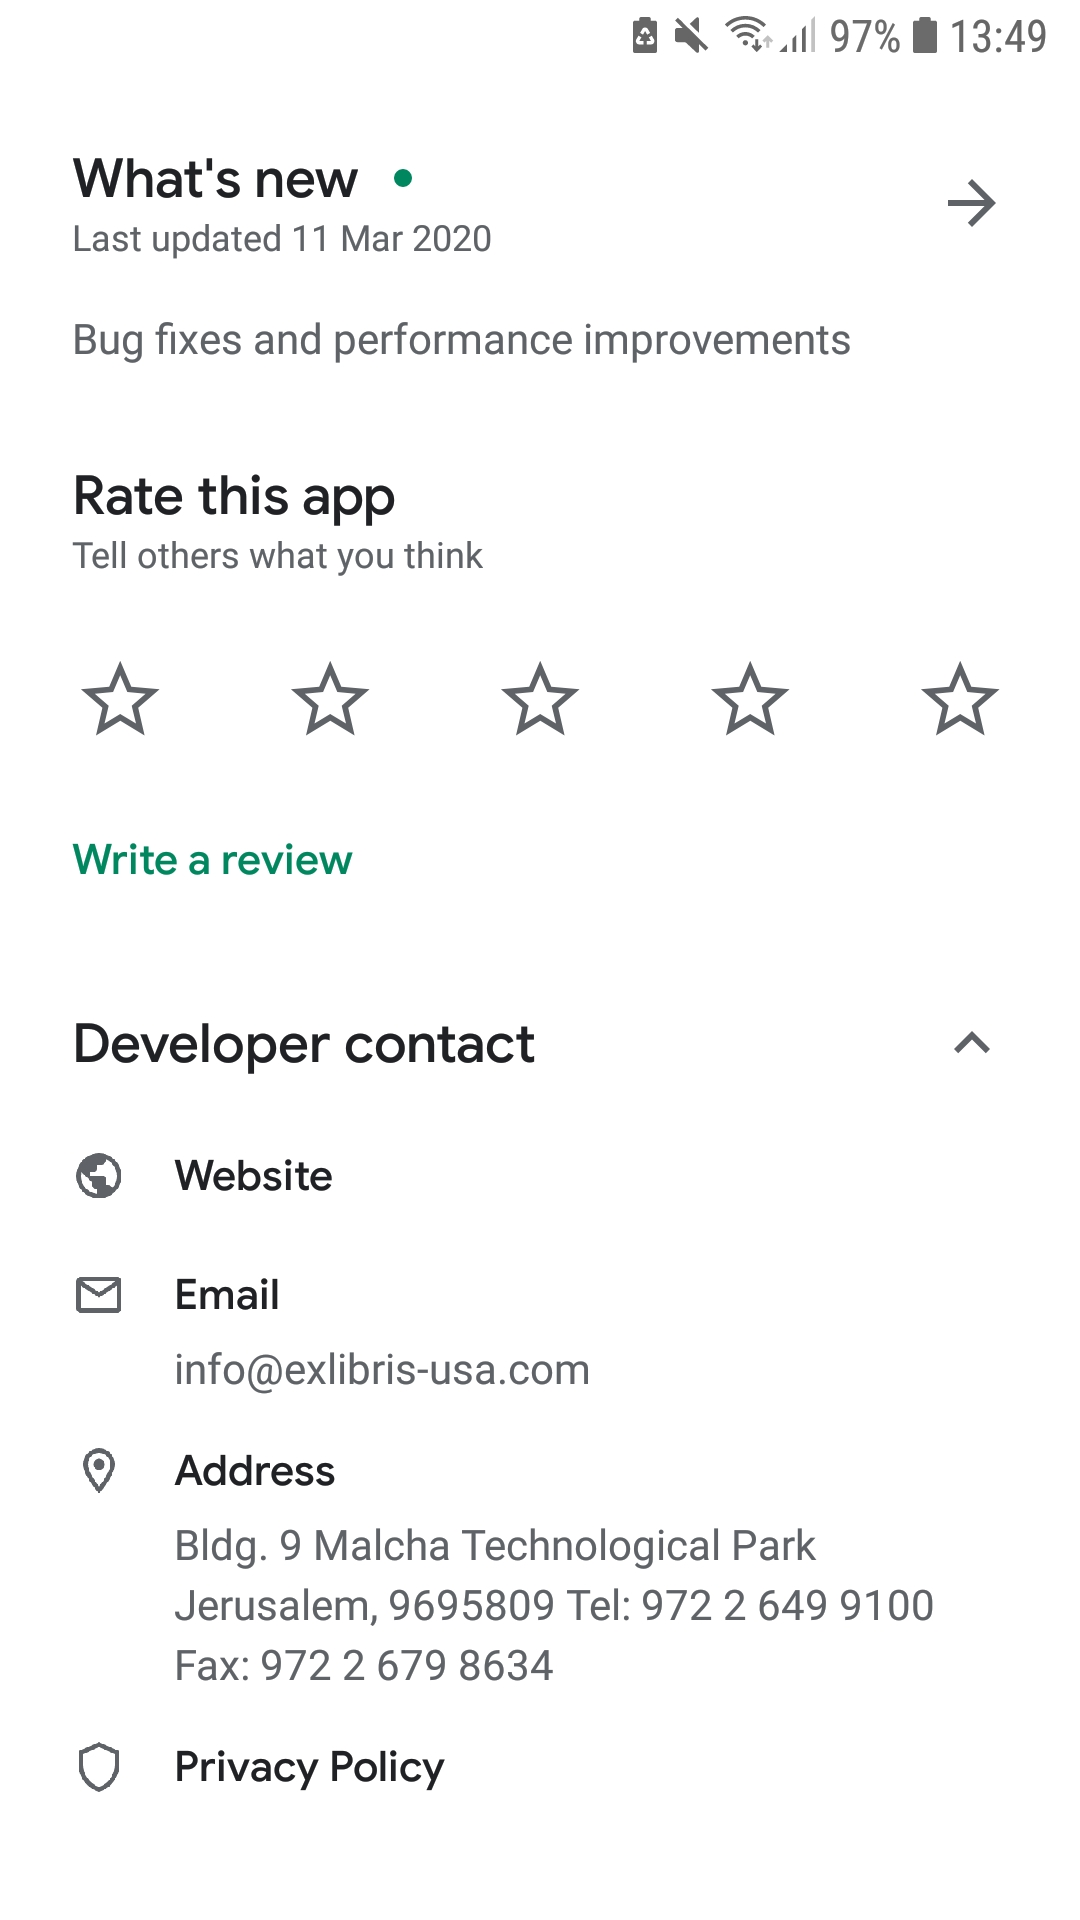 97% 13:49
What's new
Last updated 11 Mar 2020
Bug fixes and performance improvements
Rate this app
Tell others what you think
Write a review
Developer contact
Website
Email
info@exlibris-usa.com
Address
Bldg. 9 Malcha Technological Park
Jerusalem, 9695809 Tel: 972 2 649 9100
Fax: 972 2 679 8634
Privacy Policy